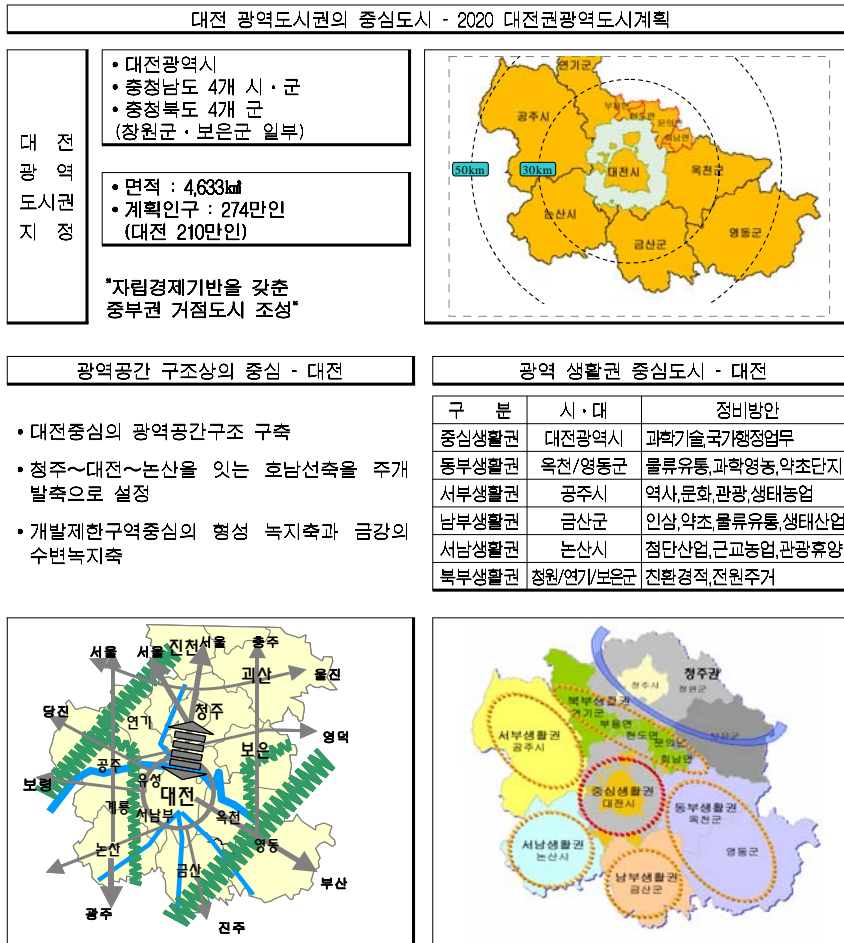 대전 광역도시권의 중심도시 - 2020 대전권광역도시계획
대 전
광 역
도시권
지 정
• 대전광역시
• 충청남도 4개 시·군
• 충청북도 4개 군
(창원군·보은군 일부)
• 면적 : 4,633㎢
• 계획인구 : 274만인
(대전 210만인)
"자립경제기반을 갖춘
중부권 거점도시 조성"
연기군
부용면
현도면
문의면
회남면
공주시
50km
30km
대전시
옥천군
논산시
금산군
영동군
광역공간 구조상의 중심 - 대전
• 대전중심의 광역공간구조 구축
• 청주～대전～논산을 잇는 호남선축을 주개
발축으로 설정
• 개발제한구역중심의 형성 녹지축과 금강의
수변녹지축
광역 생활권 중심도시 - 대전
구 분 시·대 정비방안
중심생활권 대전광역시 과학기술,국가행정업무
동부생활권 옥천/영동군 물류유통,과학영농,약초단지
서부생활권 공주시 역사,문화,관광,생태농업
남부생활권 금산군 인삼,약초,물류유통,생태산업
서남생활권 논산시 첨단산업,근교농업,관광휴양
북부생활권 청원/연기/보은군 친환경적,전원주거
서울 서울 진천 서울 충주
괴산 울진
당진 연기 청주
보은 영덕
공주
보령 유성
계룡 대전
서남부 옥천
논산 영동
금산 부산
광주
진주
청주권
청주시
청원군
북부생활권
연기군
부용면
현도면
문의면
회남면
보은군
서부생활권
공주시
중심생활권
대전시
동부생활권
옥천군
서남생활권
논산시
영동군
남부생활권
금산군